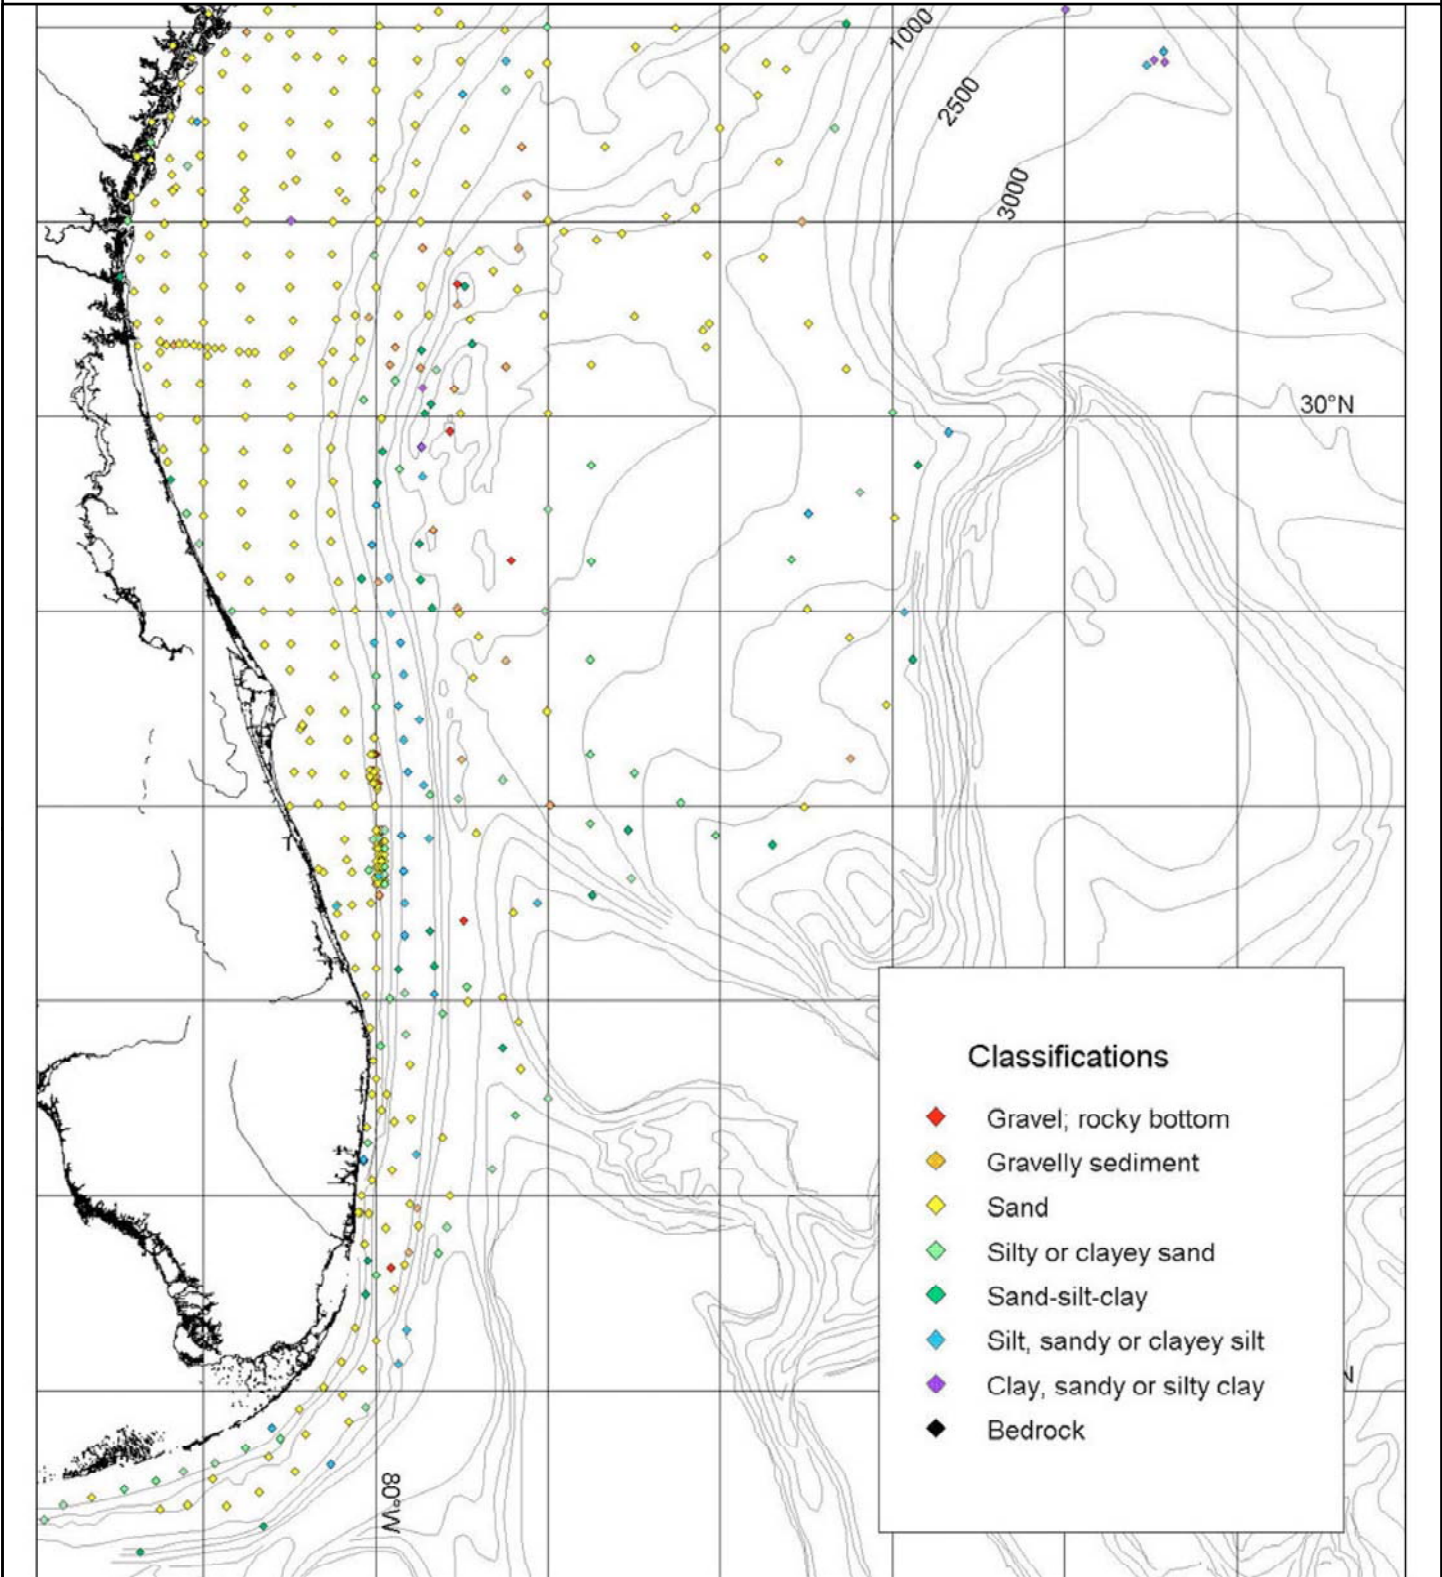 1000
2500
3000
30°N
Classifications
Gravel; rocky bottom
Gravelly sediment
Sand
Silty or clayey sand
Sand-silt-clay
Silt, sandy or clayey silt
Clay, sandy or silty clay
Bedrock
80°W